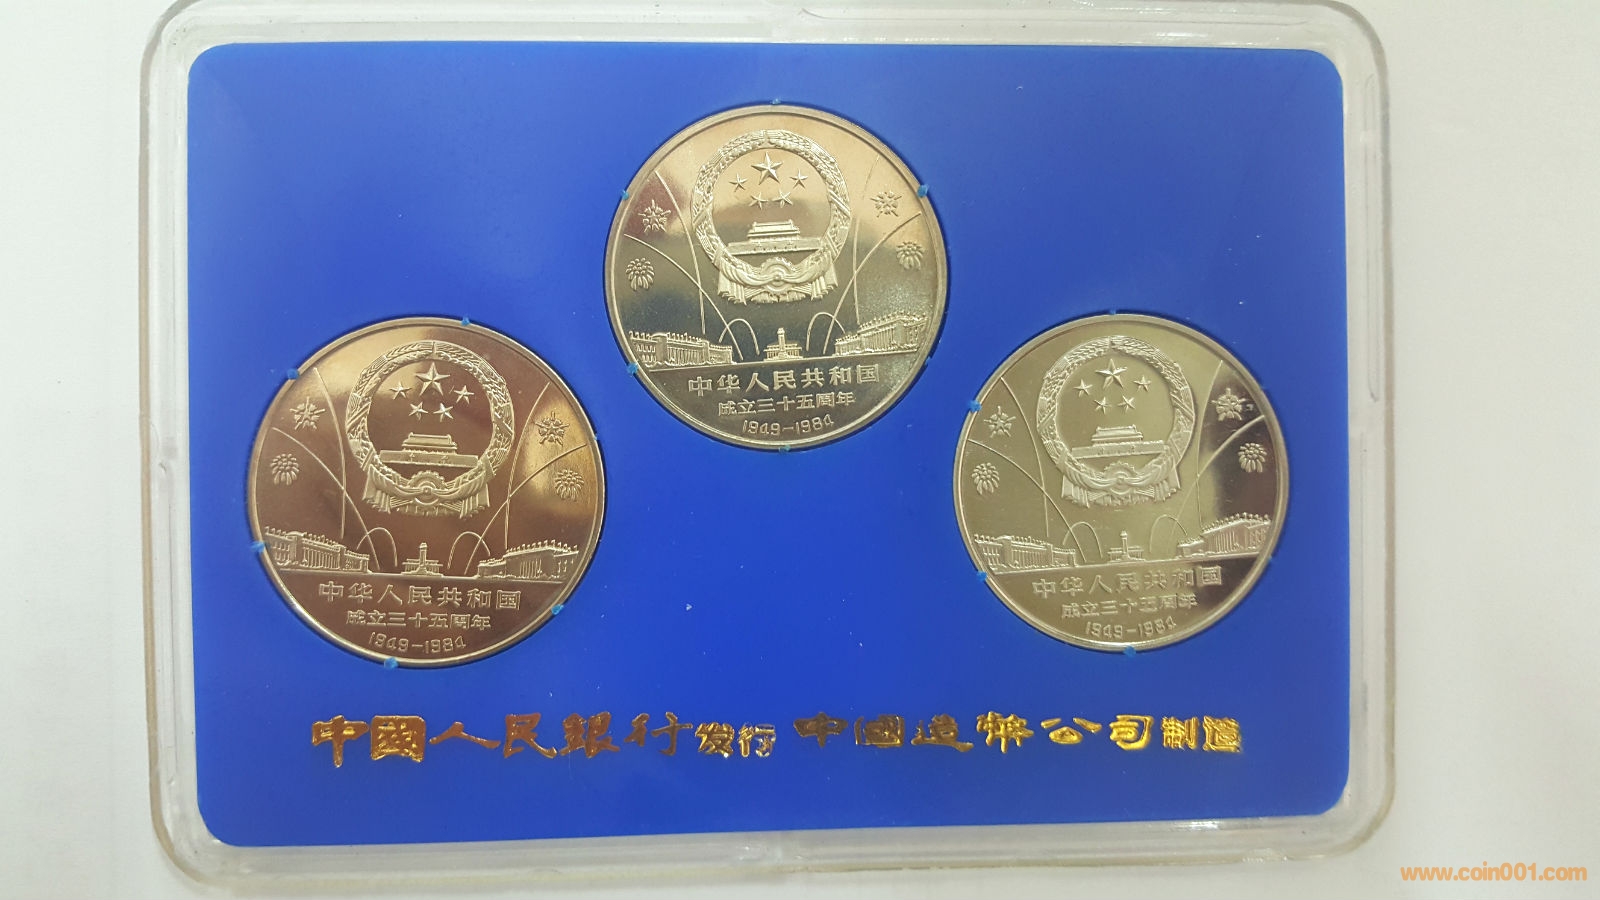 中华人民共和国
成立三十五周年
1949-1984
中华人民共和国
成立三十五周年
1949-1984
中华人民共和国
成立三十五周年
1949-1984
中國人民銀行发行 中國造幣公司制造
www.coin001.com